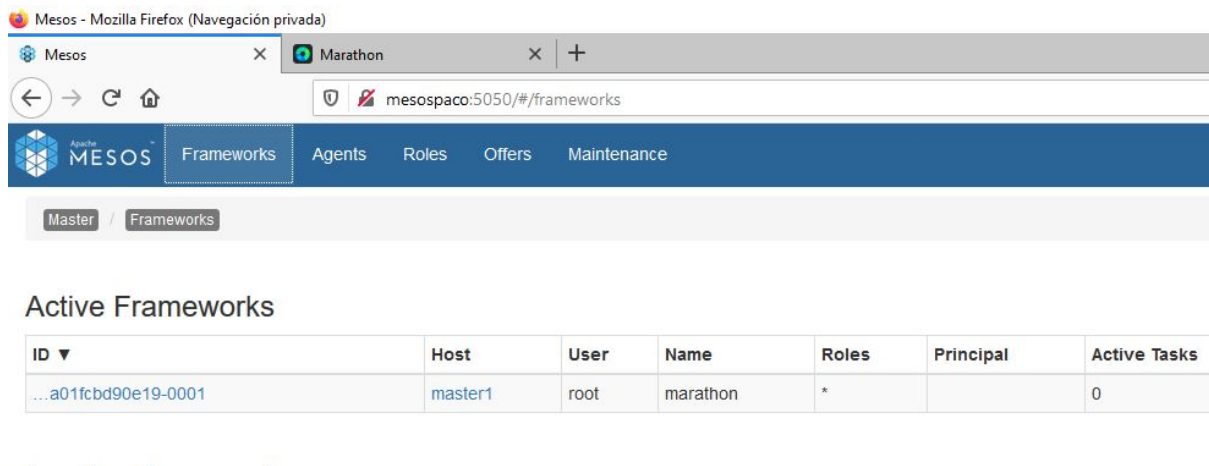 Mesos - Mozilla Firefox (Navegación privada)
Mesos
Marathon
mesospaco:5050/#/frameworks
Apache MESOS™ Frameworks Agents Roles Offers Maintenance
Master / Frameworks
Active Frameworks
ID ▼ Host User Name Roles Principal Active Tasks
…a01fcbd90e19-0001 master1 root marathon * 0